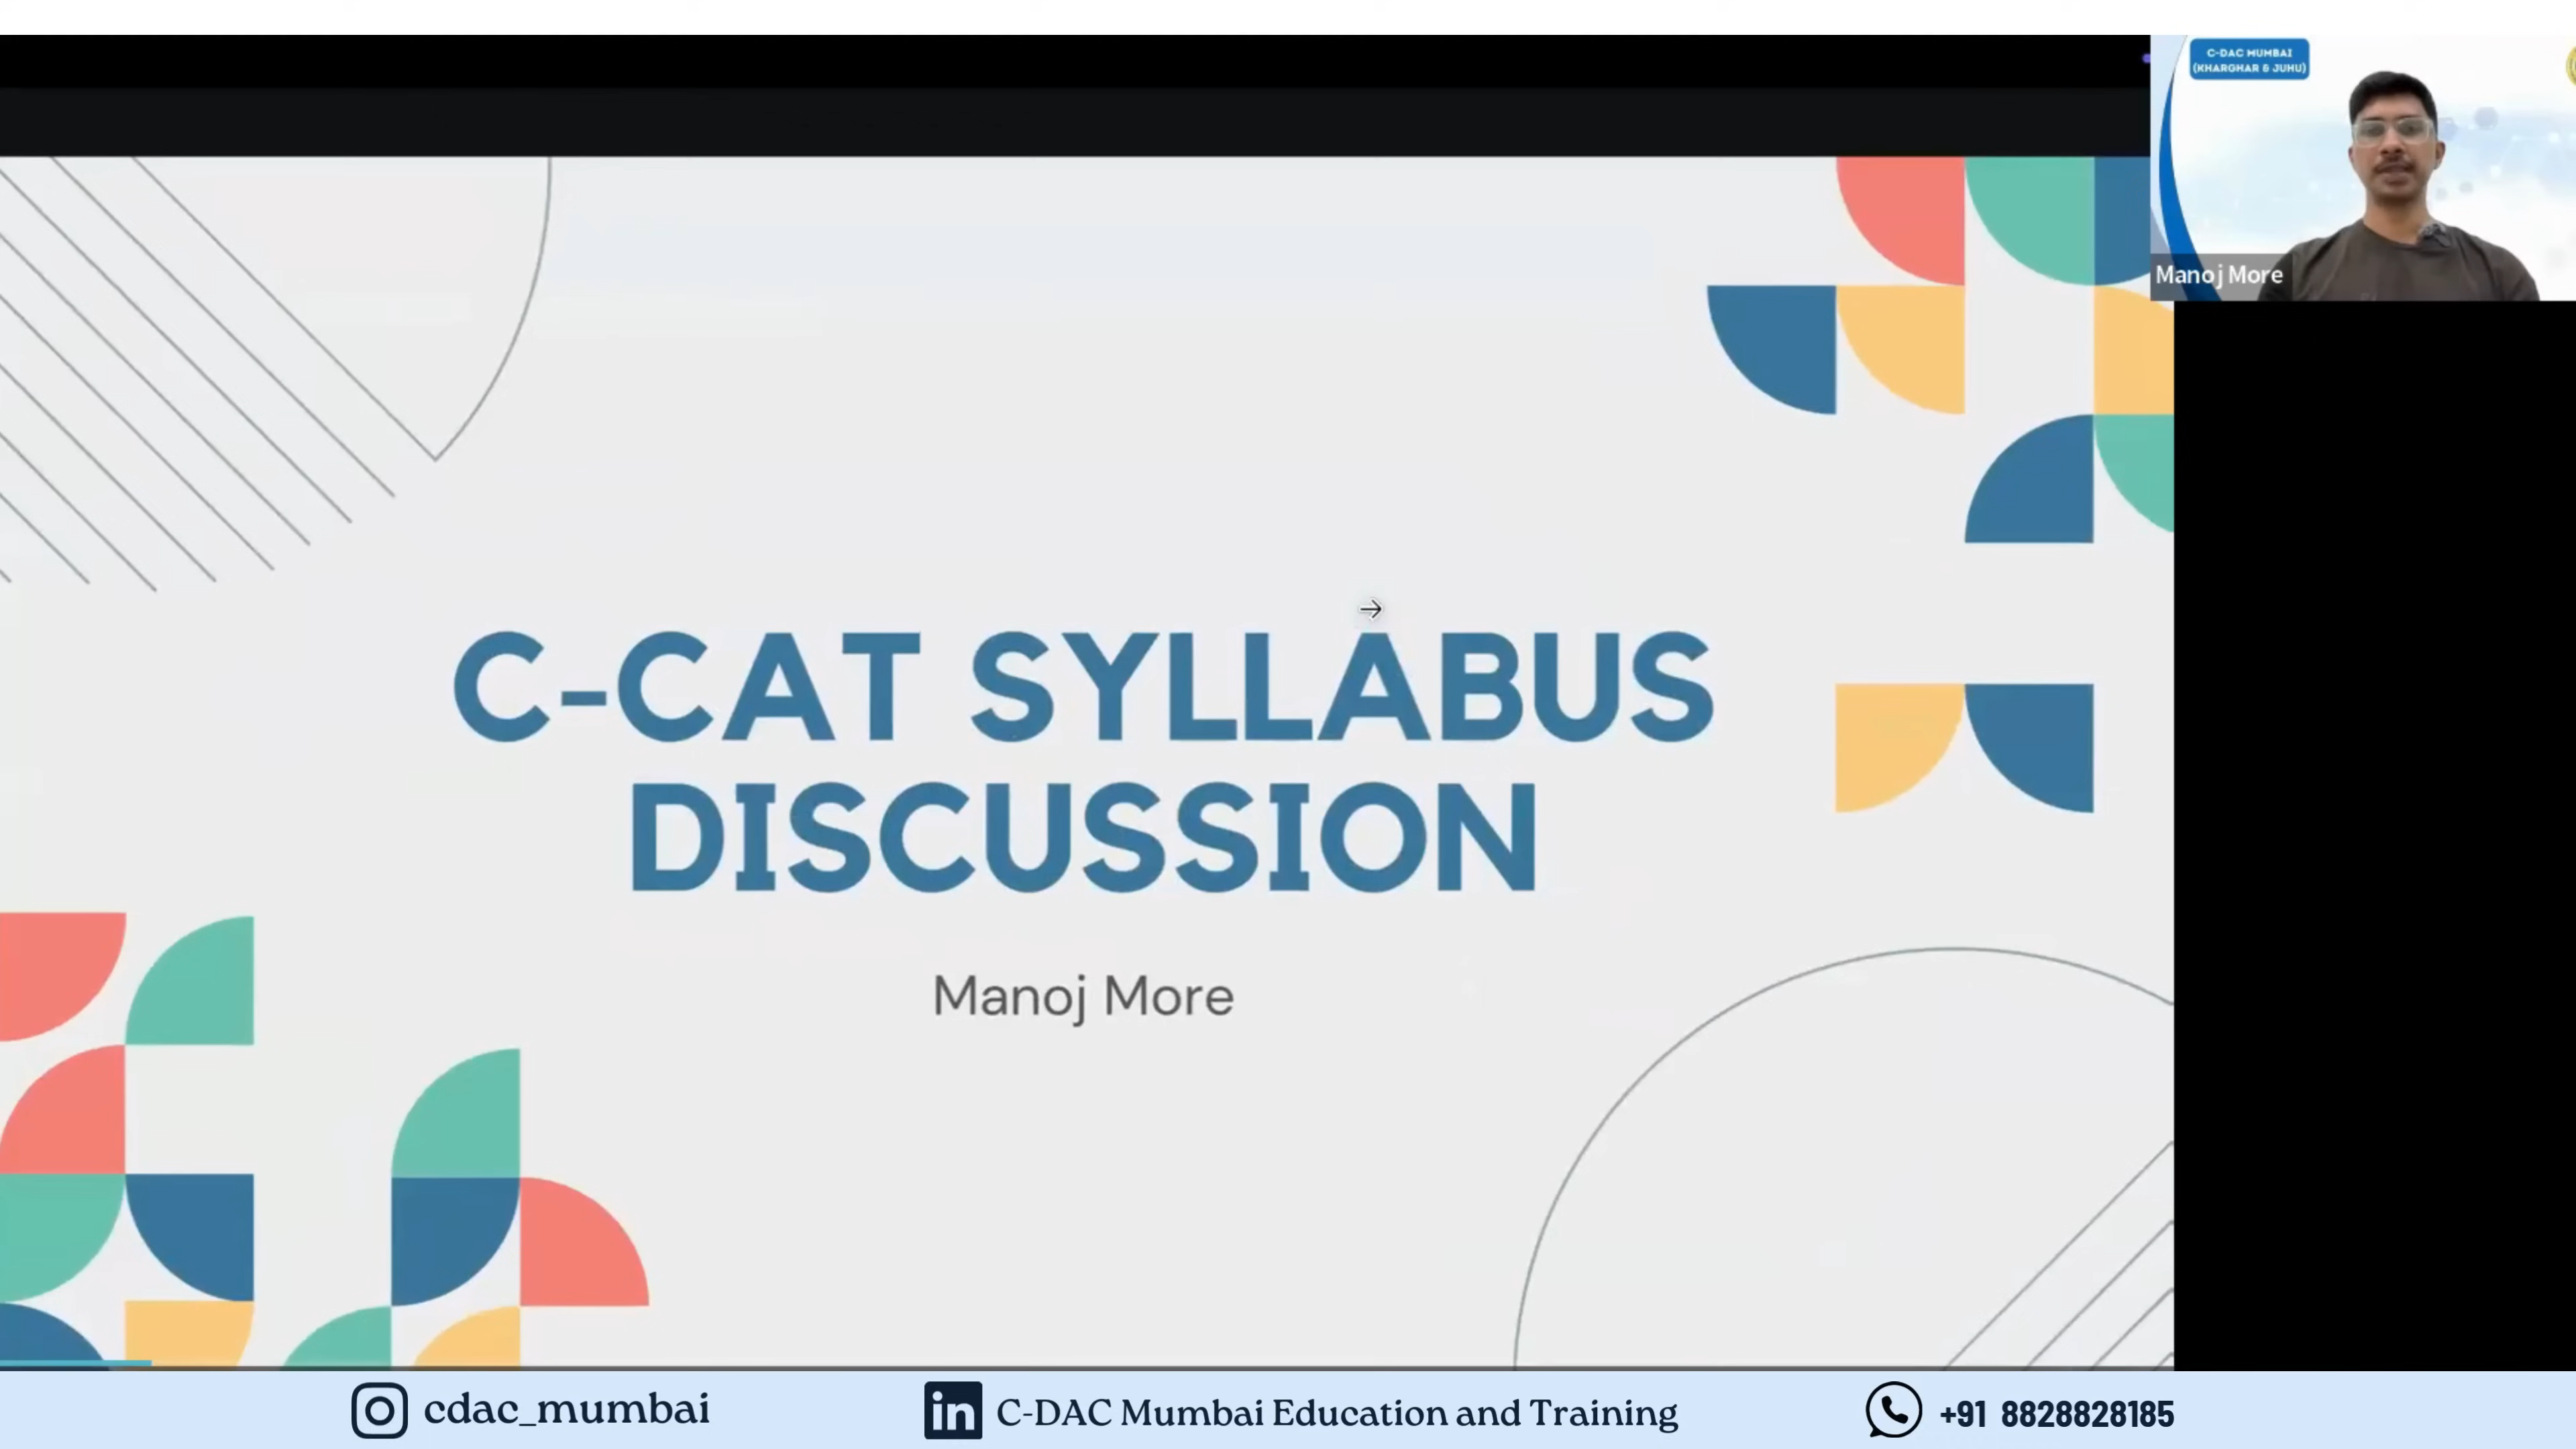 C-DAC MUMBAI
(KHARGHAR & JUHU)
Manoj More
C-CAT SYLLABUS
DISCUSSION
Manoj More
cdac_mumbai
in C-DAC Mumbai Education and Training
+91 8828828185